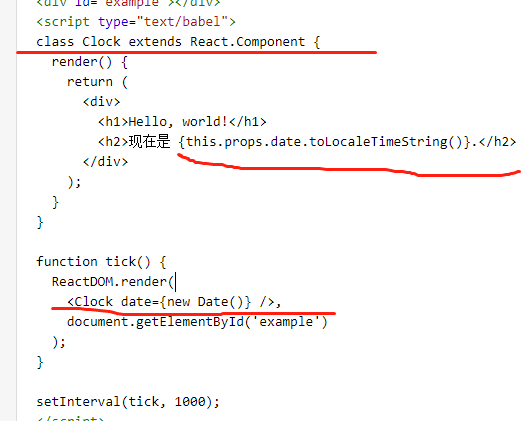 <div id="example"></div>
<script type="text/babel">
class Clock extends React.Component {
render() {
return (
<div>
<h1>Hello, world!</h1>
<h2>现在是 {this.props.date.toLocaleTimeString()}.</h2>
</div>
);
}
}
function tick() {
ReactDOM.render(
<Clock date={new Date()} />,
document.getElementById('example')
);
}
setInterval(tick, 1000);
</script>